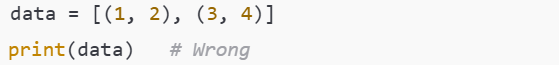 data = [(1, 2), (3, 4)]
print(data)   # Wrong